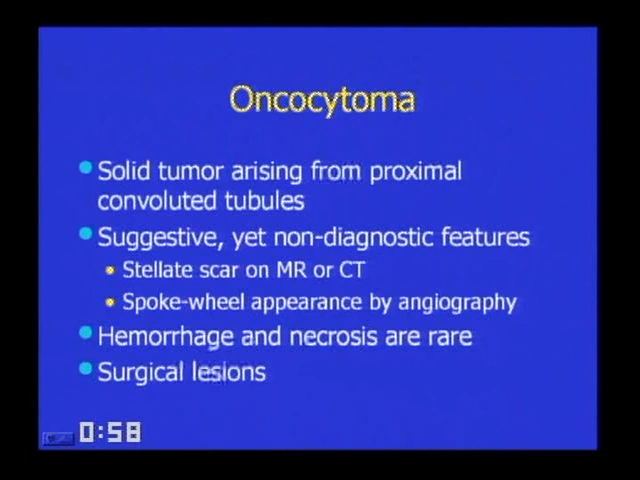 Oncocytoma
Solid tumor arising from proximal
convoluted tubules
Suggestive, yet non-diagnostic features
Stellate scar on MR or CT
Spoke-wheel appearance by angiography
Hemorrhage and necrosis are rare
Surgical lesions
0:58